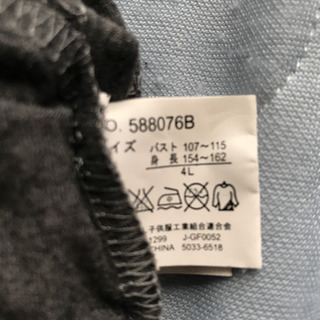 O. 588076B
イズ バスト 107〜115
身長 154〜162
4L
子供服工業組合連合会
1299 J-GF0052
CHINA 5033-6518